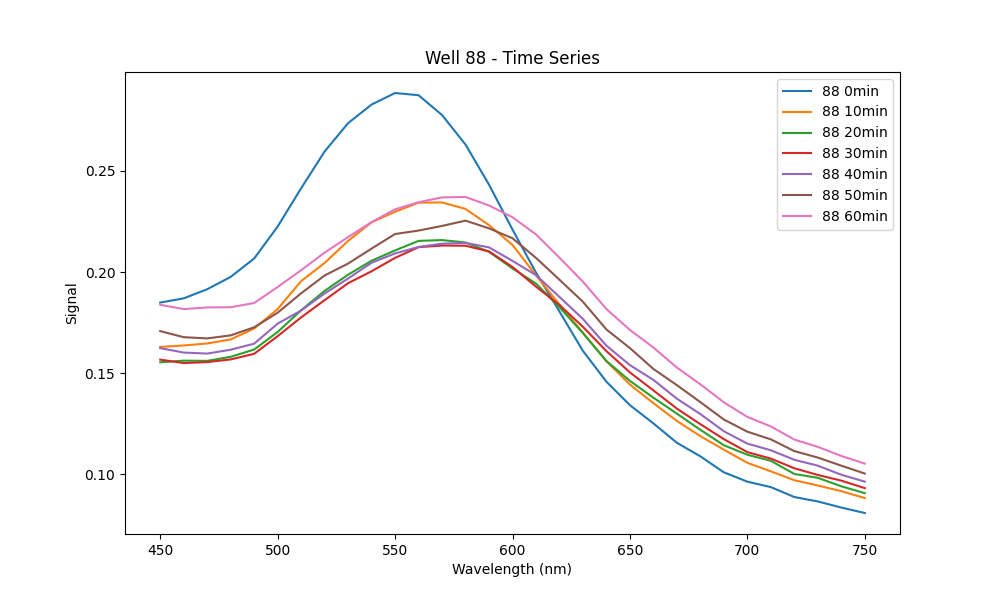 Well 88 - Time Series
88 0min
88 10min
88 20min
88 30min
88 40min
88 50min
88 60min
Signal
0.25
0.20
0.15
0.10
450 500 550 600 650 700 750
Wavelength (nm)